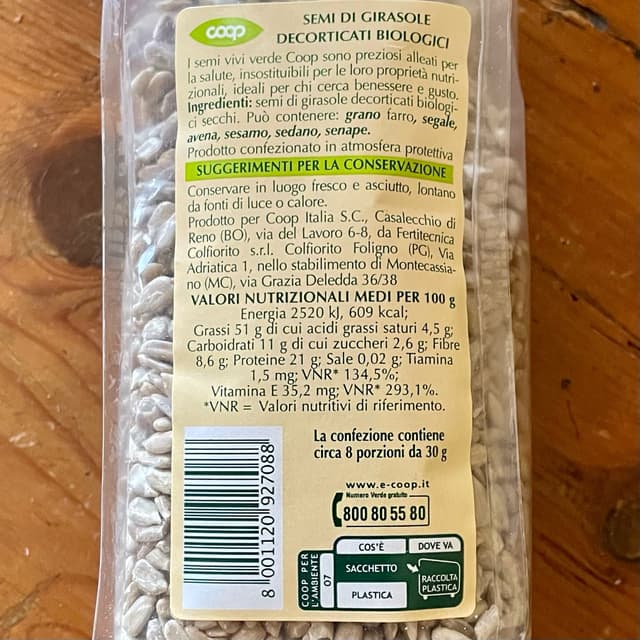 coop
SEMI DI GIRASOLE
DECORTICATI BIOLOGICI
I semi vivi verde Coop sono preziosi alleati per
la salute, insostituibili per le loro proprietà nutri-
zionali, ideali per chi cerca benessere e gusto.
Ingredienti: semi di girasole decorticati biologi-
ci secchi. Può contenere: grano farro, segale,
avena, sesamo, sedano, senape.
Prodotto confezionato in atmosfera protettiva
SUGGERIMENTI PER LA CONSERVAZIONE
Conservare in luogo fresco e asciutto, lontano
da fonti di luce o calore.
Prodotto per Coop Italia S.C., Casalecchio di
Reno (BO), via del Lavoro 6-8, da Fertitecnica
Colfiorito s.r.l. Colfiorito Foligno (PG), Via
Adriatica 1, nello stabilimento di Montecassia-
no (MC), via Grazia Deledda 36/38
VALORI NUTRIZIONALI MEDI PER 100 g
Energia 2520 kJ, 609 kcal;
Grassi 51 g di cui acidi grassi saturi 4,5 g;
Carboidrati 11 g di cui zuccheri 2,6 g; Fibre
8,6 g; Proteine 21 g; Sale 0,02 g; Tiamina
1,5 mg; VNR* 134,5%;
Vitamina E 35,2 mg; VNR* 293,1%.
*VNR = Valori nutritivi di riferimento.
La confezione contiene
circa 8 porzioni da 30 g
www.e-coop.it
Numero Verde gratuito
800 80 55 80
8 001120 927088
COOP PER
L'AMBIENTE
07
COS'È
DOVE VA
SACCHETTO
PLASTICA
RACCOLTA
PLASTICA